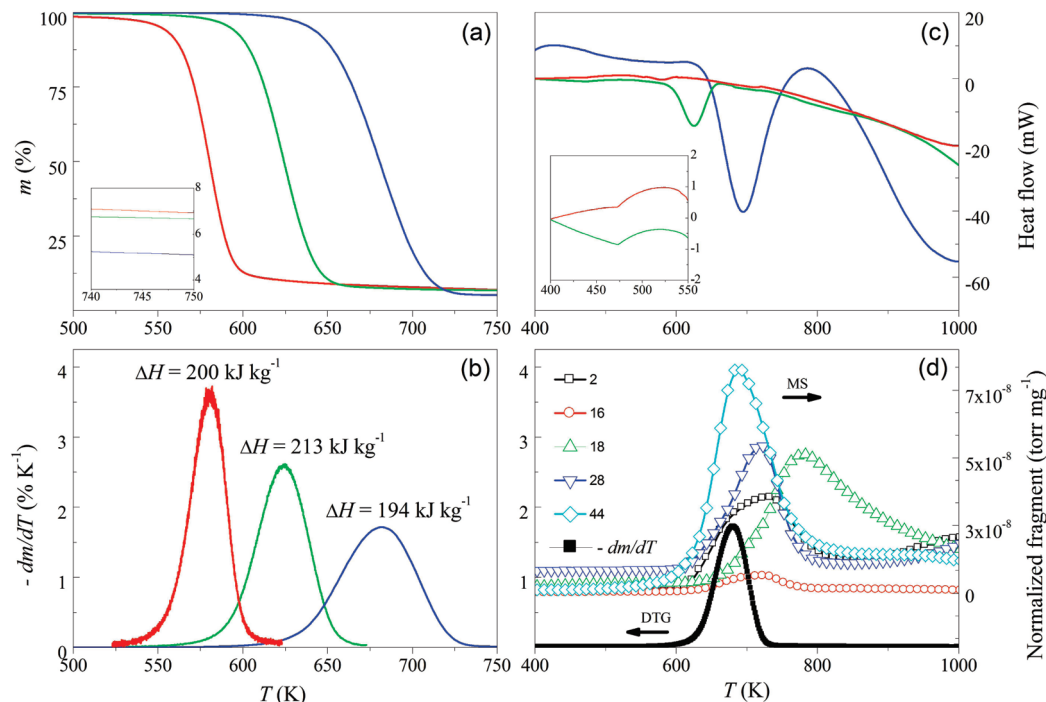 (a)
m (%)
100
75
50
25
500 550 600 650 700 750
8
6
4
740 745 750
(c)
Heat flow (mW)
20
0
-20
-40
-60
400 600 800 1000
2
1
0
-1
-2
400 450 500 550
(b)
- dm/dT (% K⁻¹)
4
3
2
1
0
ΔH = 200 kJ kg⁻¹
ΔH = 213 kJ kg⁻¹
ΔH = 194 kJ kg⁻¹
500 550 600 650 700 750
T (K)
(d)
4
3
2
1
0
2
16
18
28
44
- dm/dT
MS
DTG
7x10⁻⁸
5x10⁻⁸
3x10⁻⁸
0
Normalized fragment (torr mg⁻¹)
400 600 800 1000
T (K)